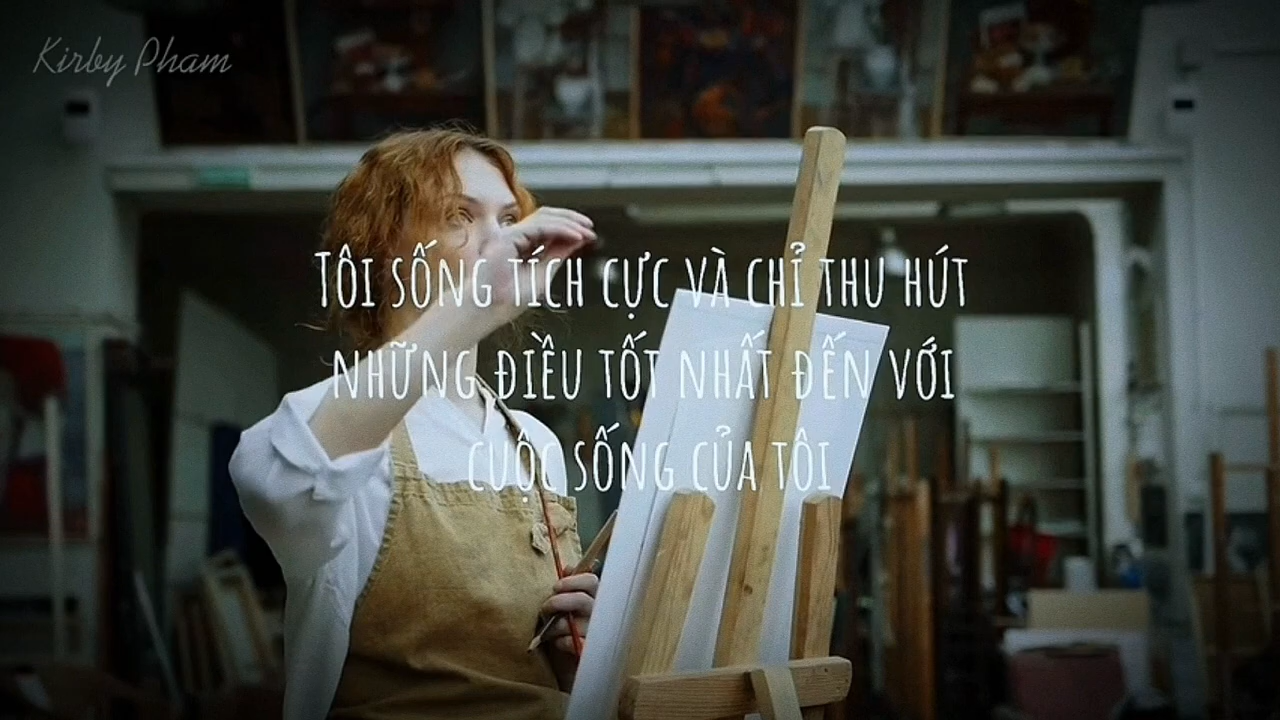 Kirby Pham
Tôi sống tích cực và chỉ thu hút
những điều tốt nhất đến với
cuộc sống của tôi